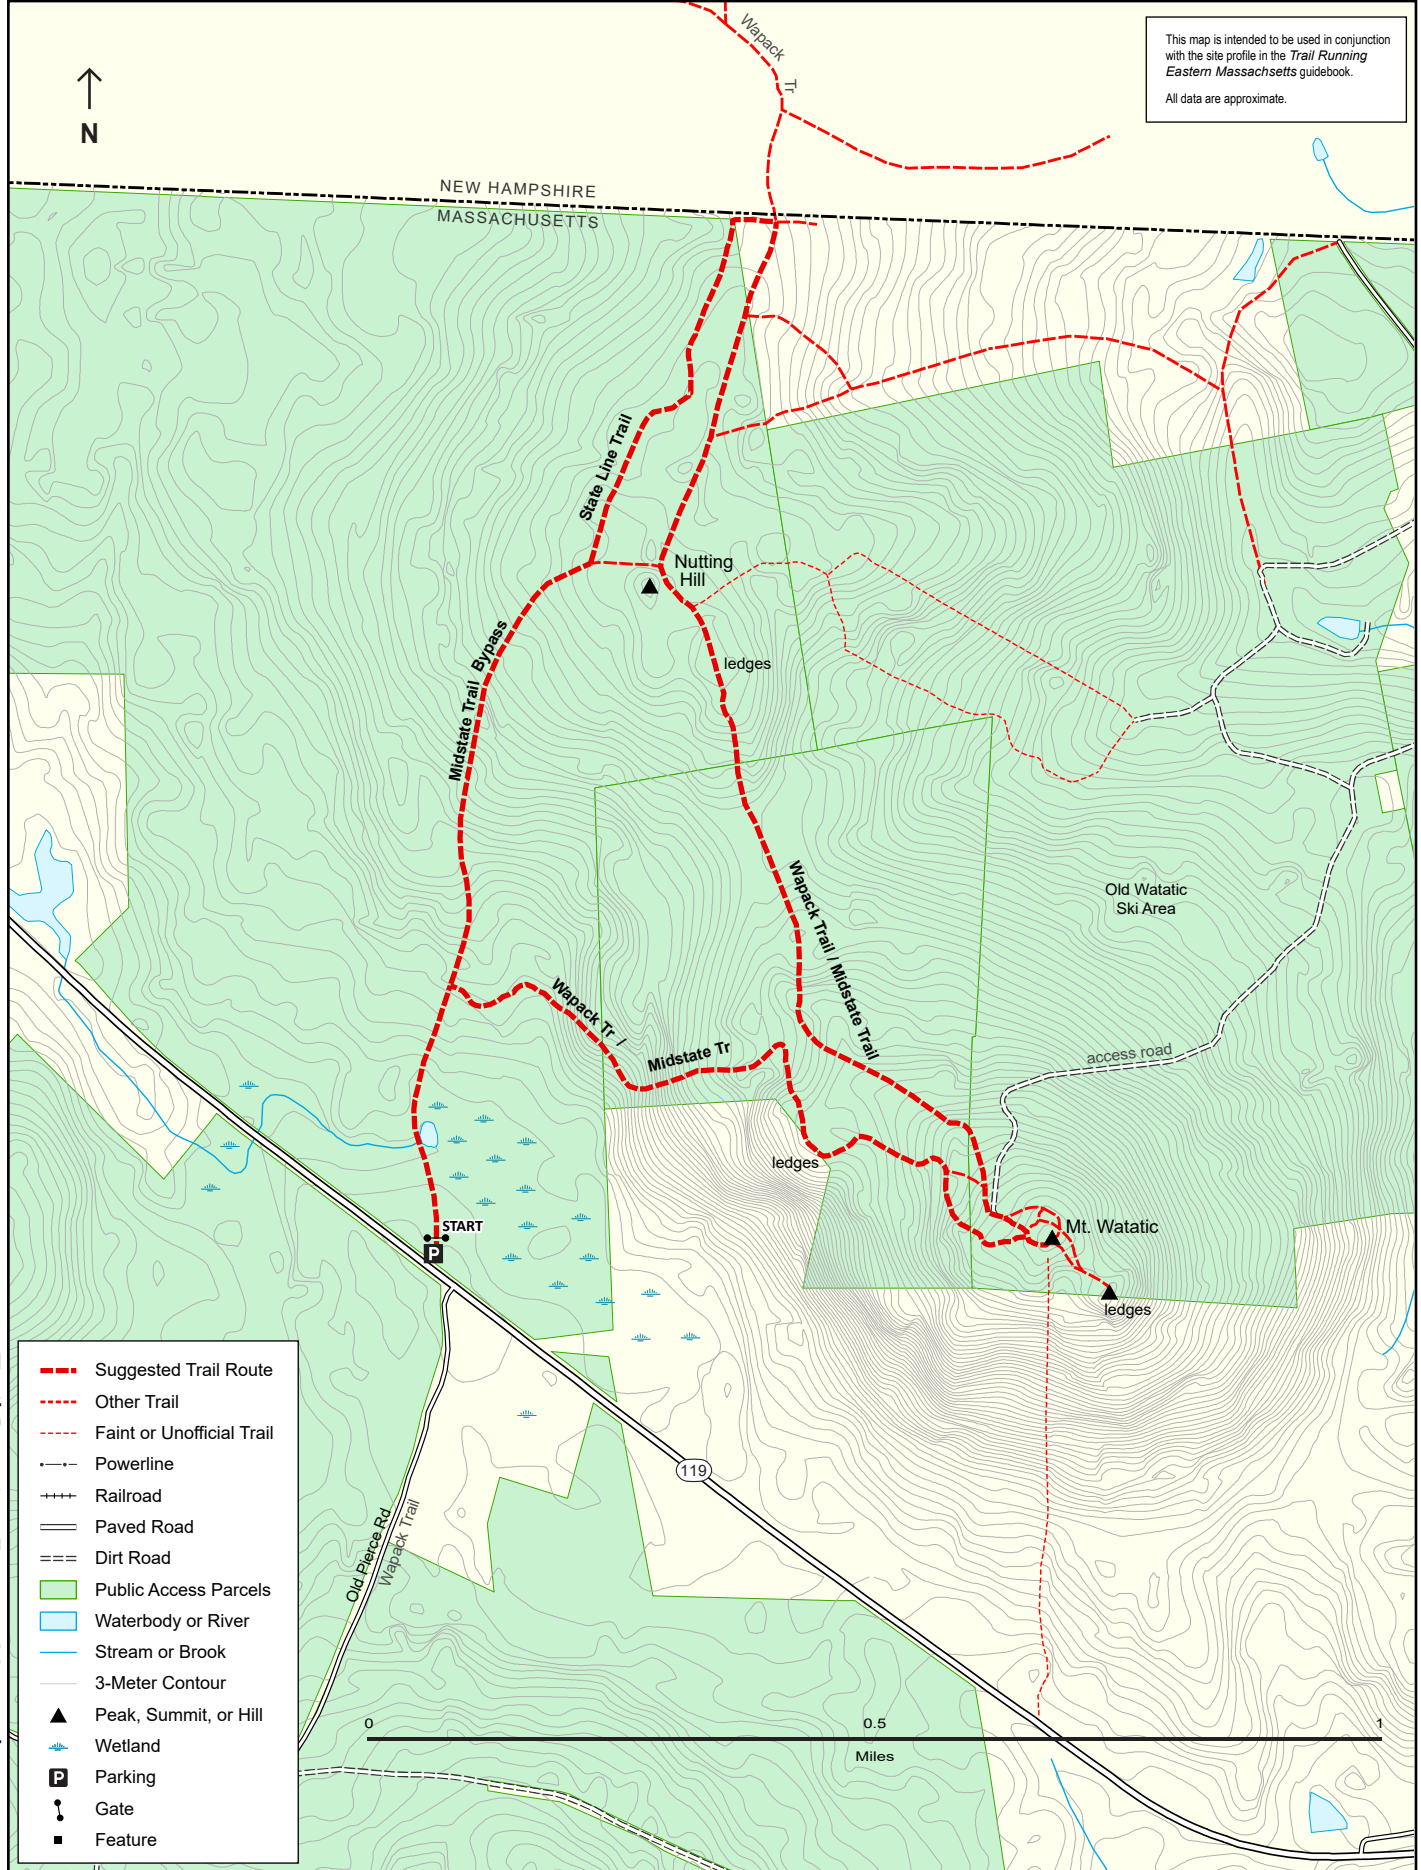 Wapack
Tr
This map is intended to be used in conjunction
with the site profile in the Trail Running
Eastern Massachsetts guidebook.
All data are approximate.
N
NEW HAMPSHIRE
MASSACHUSETTS
State Line Trail
Nutting
Hill
Midstate Trail Bypass
ledges
Wapack Trail / Midstate Trail
Old Watatic
Ski Area
Wapack Tr /
Midstate Tr
access road
ledges
START
P
Mt. Watatic
ledges
119
Old Pierce Rd
Wapack Trail
Suggested Trail Route
Other Trail
Faint or Unofficial Trail
Powerline
Railroad
Paved Road
Dirt Road
Public Access Parcels
Waterbody or River
Stream or Brook
3-Meter Contour
Peak, Summit, or Hill
Wetland
P Parking
Gate
Feature
0 0.5 1
Miles